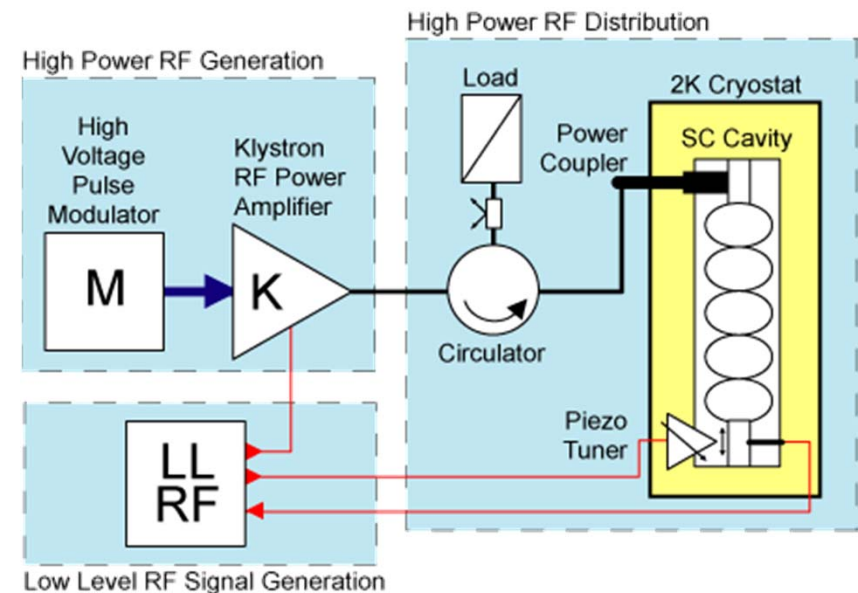 High Power RF Distribution
High Power RF Generation
High
Voltage
Pulse
Modulator
Klystron
RF Power
Amplifier
M
K
Load
Circulator
Power
Coupler
2K Cryostat
SC Cavity
Piezo
Tuner
LL
RF
Low Level RF Signal Generation